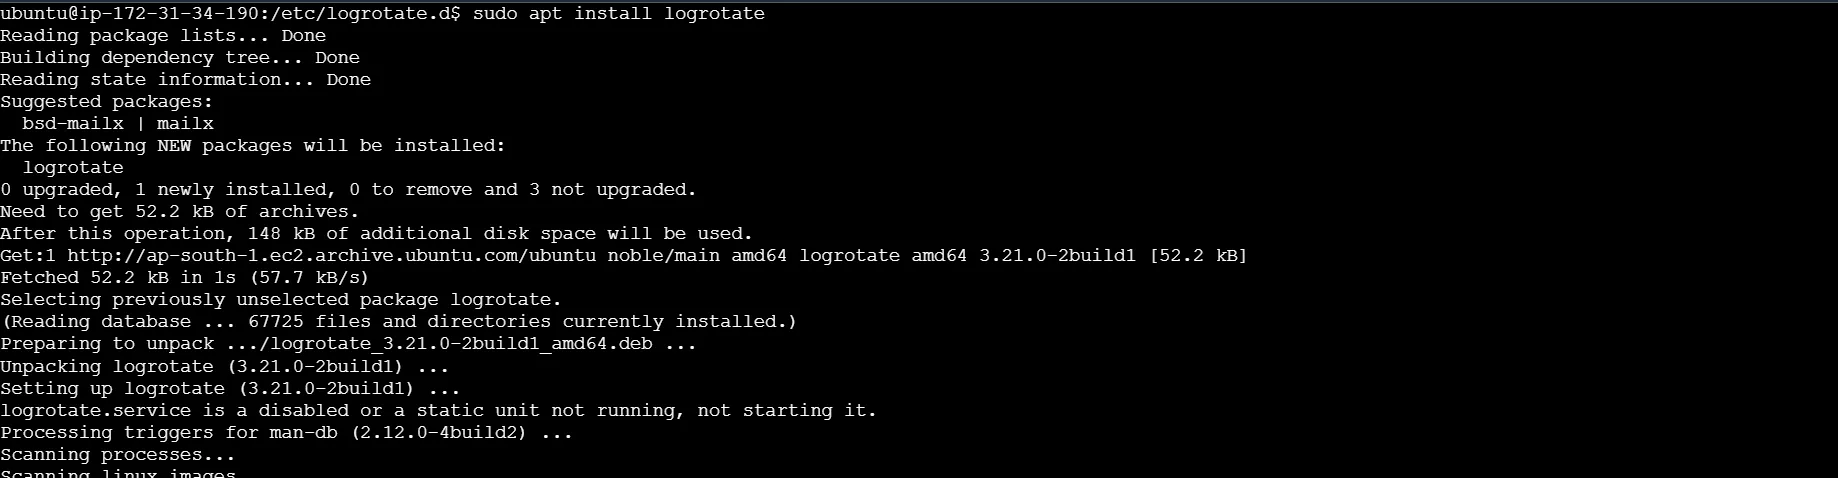 ubuntu@ip-172-31-34-190:/etc/logrotate.d$ sudo apt install logrotate
Reading package lists... Done
Building dependency tree... Done
Reading state information... Done
Suggested packages:
  bsd-mailx | mailx
The following NEW packages will be installed:
  logrotate
0 upgraded, 1 newly installed, 0 to remove and 3 not upgraded.
Need to get 52.2 kB of archives.
After this operation, 148 kB of additional disk space will be used.
Get:1 http://ap-south-1.ec2.archive.ubuntu.com/ubuntu noble/main amd64 logrotate amd64 3.21.0-2build1 [52.2 kB]
Fetched 52.2 kB in 1s (57.7 kB/s)
Selecting previously unselected package logrotate.
(Reading database ... 67725 files and directories currently installed.)
Preparing to unpack .../logrotate_3.21.0-2build1_amd64.deb ...
Unpacking logrotate (3.21.0-2build1) ...
Setting up logrotate (3.21.0-2build1) ...
logrotate.service is a disabled or a static unit not running, not starting it.
Processing triggers for man-db (2.12.0-4build2) ...
Scanning processes...
Scanning linux images